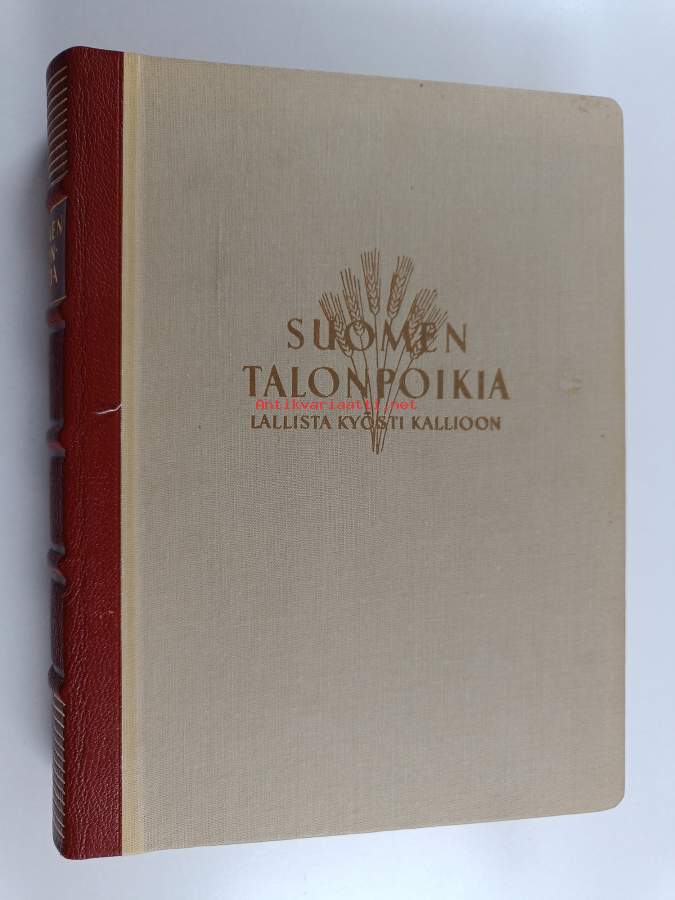 SUOMEN
TALONPOIKIA
Antikvariaatti.net
LALLISTA KYÖSTI KALLIOON